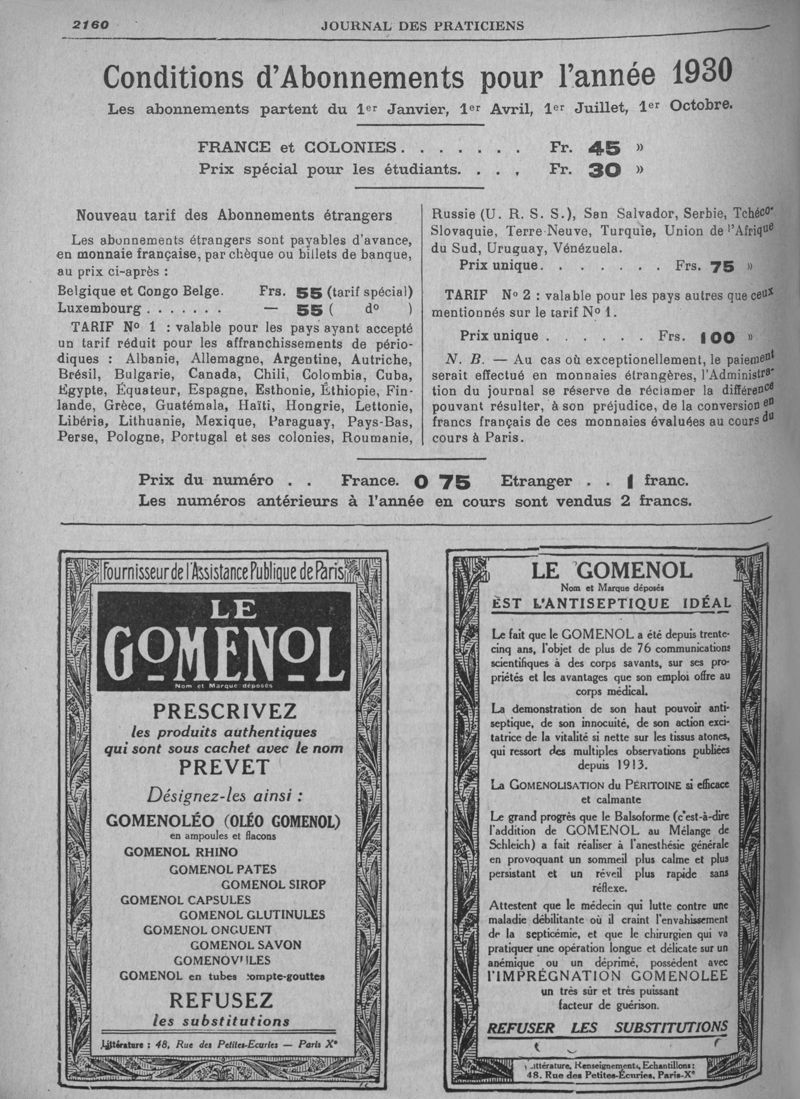 2160
JOURNAL DES PRATICIENS
Conditions d'Abonnements pour l'année 1930
Les abonnements partent du 1er Janvier, 1er Avril, 1er Juillet, 1er Octobre.
FRANCE et COLONIES. . . . . . . Fr. 45 »
Prix spécial pour les étudiants. . . . Fr. 30 »
Nouveau tarif des Abonnements étrangers
Les abonnements étrangers sont payables d'avance,
en monnaie française, par chèque ou billets de banque,
au prix ci-après :
Belgique et Congo Belge. Frs. 55 (tarif spécial)
Luxembourg . . . . . . . — 55 ( do )
TARIF No 1 : valable pour les pays ayant accepté
un tarif réduit pour les affranchissements de pério-
diques : Albanie, Allemagne, Argentine, Autriche,
Brésil, Bulgarie, Canada, Chili, Colombia, Cuba,
Egypte, Équateur, Espagne, Esthonie, Éthiopie, Fin-
lande, Grèce, Guatémala, Haïti, Hongrie, Lettonie,
Libéria, Lithuanie, Mexique, Paraguay, Pays-Bas,
Perse, Pologne, Portugal et ses colonies, Roumanie,
Russie (U. R. S. S.), San Salvador, Serbie, Tchéco-
Slovaquie, Terre-Neuve, Turquie, Union de l'Afrique
du Sud, Uruguay, Vénézuela.
Prix unique. . . . . . . . Frs. 75 »
TARIF No 2 : valable pour les pays autres que ceux
mentionnés sur le tarif No 1.
Prix unique . . . . . . Frs. 100 »
N. B. — Au cas où exceptionellement, le paiement
serait effectué en monnaies étrangères, l'Administra-
tion du journal se réserve de réclamer la différence
pouvant résulter, à son préjudice, de la conversion en
francs français de ces monnaies évaluées au cours du
cours à Paris.
Prix du numéro . . France. 0 75 Etranger . . 1 franc.
Les numéros antérieurs à l'année en cours sont vendus 2 francs.
Fournisseur de l'Assistance Publique de Paris
LE
GOMENOL
Nom et Marque déposés
PRESCRIVEZ
les produits authentiques
qui sont sous cachet avec le nom
PREVET
Désignez-les ainsi :
GOMENOLÉO (OLÉO GOMENOL)
en ampoules et flacons
GOMENOL RHINO
GOMENOL PATES
GOMENOL SIROP
GOMENOL CAPSULES
GOMENOL GLUTINULES
GOMENOL ONGUENT
GOMENOL SAVON
GOMENOVULES
GOMENOL en tubes compte-gouttes
REFUSEZ
les substitutions
Littérature : 48, Rue des Petites-Ecuries — Paris Xe
LE GOMENOL
Nom et Marque déposés
EST L'ANTISEPTIQUE IDÉAL
Le fait que le GOMENOL a été depuis trente-
cinq ans, l'objet de plus de 76 communications
scientifiques à des corps savants, sur ses pro-
priétés et les avantages que son emploi offre au
corps médical.
La demonstration de son haut pouvoir anti-
septique, de son innocuité, de son action exci-
tatrice de la vitalité si nette sur les tissus atones,
qui ressort des multiples observations publiées
depuis 1913.
La GOMENOLISATION du PÉRITOINE si efficace
et calmante
Le grand progrès que le Balsoforme (c'est-à-dire
l'addition de GOMENOL au Mélange de
Schleich) a fait réaliser à l'anesthésie générale
en provoquant un sommeil plus calme et plus
persistant et un réveil plus rapide sans
réflexe.
Attestent que le médecin qui lutte contre une
maladie débilitante où il craint l'envahissement
de la septicémie, et que le chirurgien qui va
pratiquer une opération longue et délicate sur un
anémique ou un déprimé, possèdent avec
l'IMPRÉGNATION GOMENOLEE
un très sûr et très puissant
facteur de guérison.
REFUSER LES SUBSTITUTIONS
Littérature, Renseignements, Echantillons :
48, Rue des Petites-Écuries, Paris-Xe